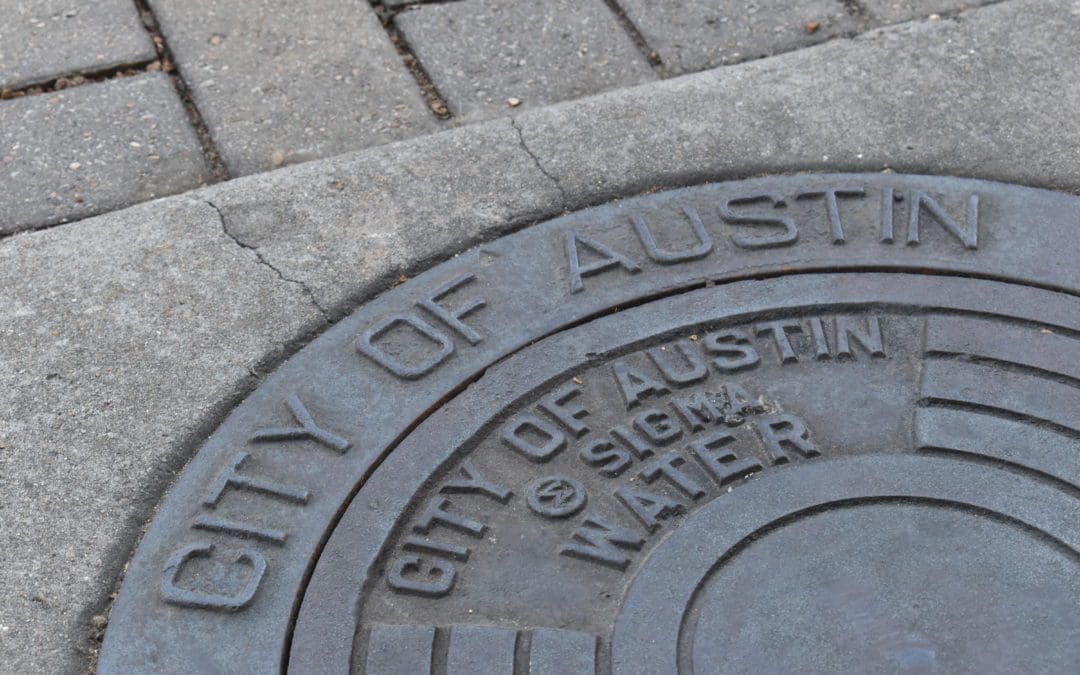 CITY OF AUSTIN
CITY OF AUSTIN
SIGMA
WATER